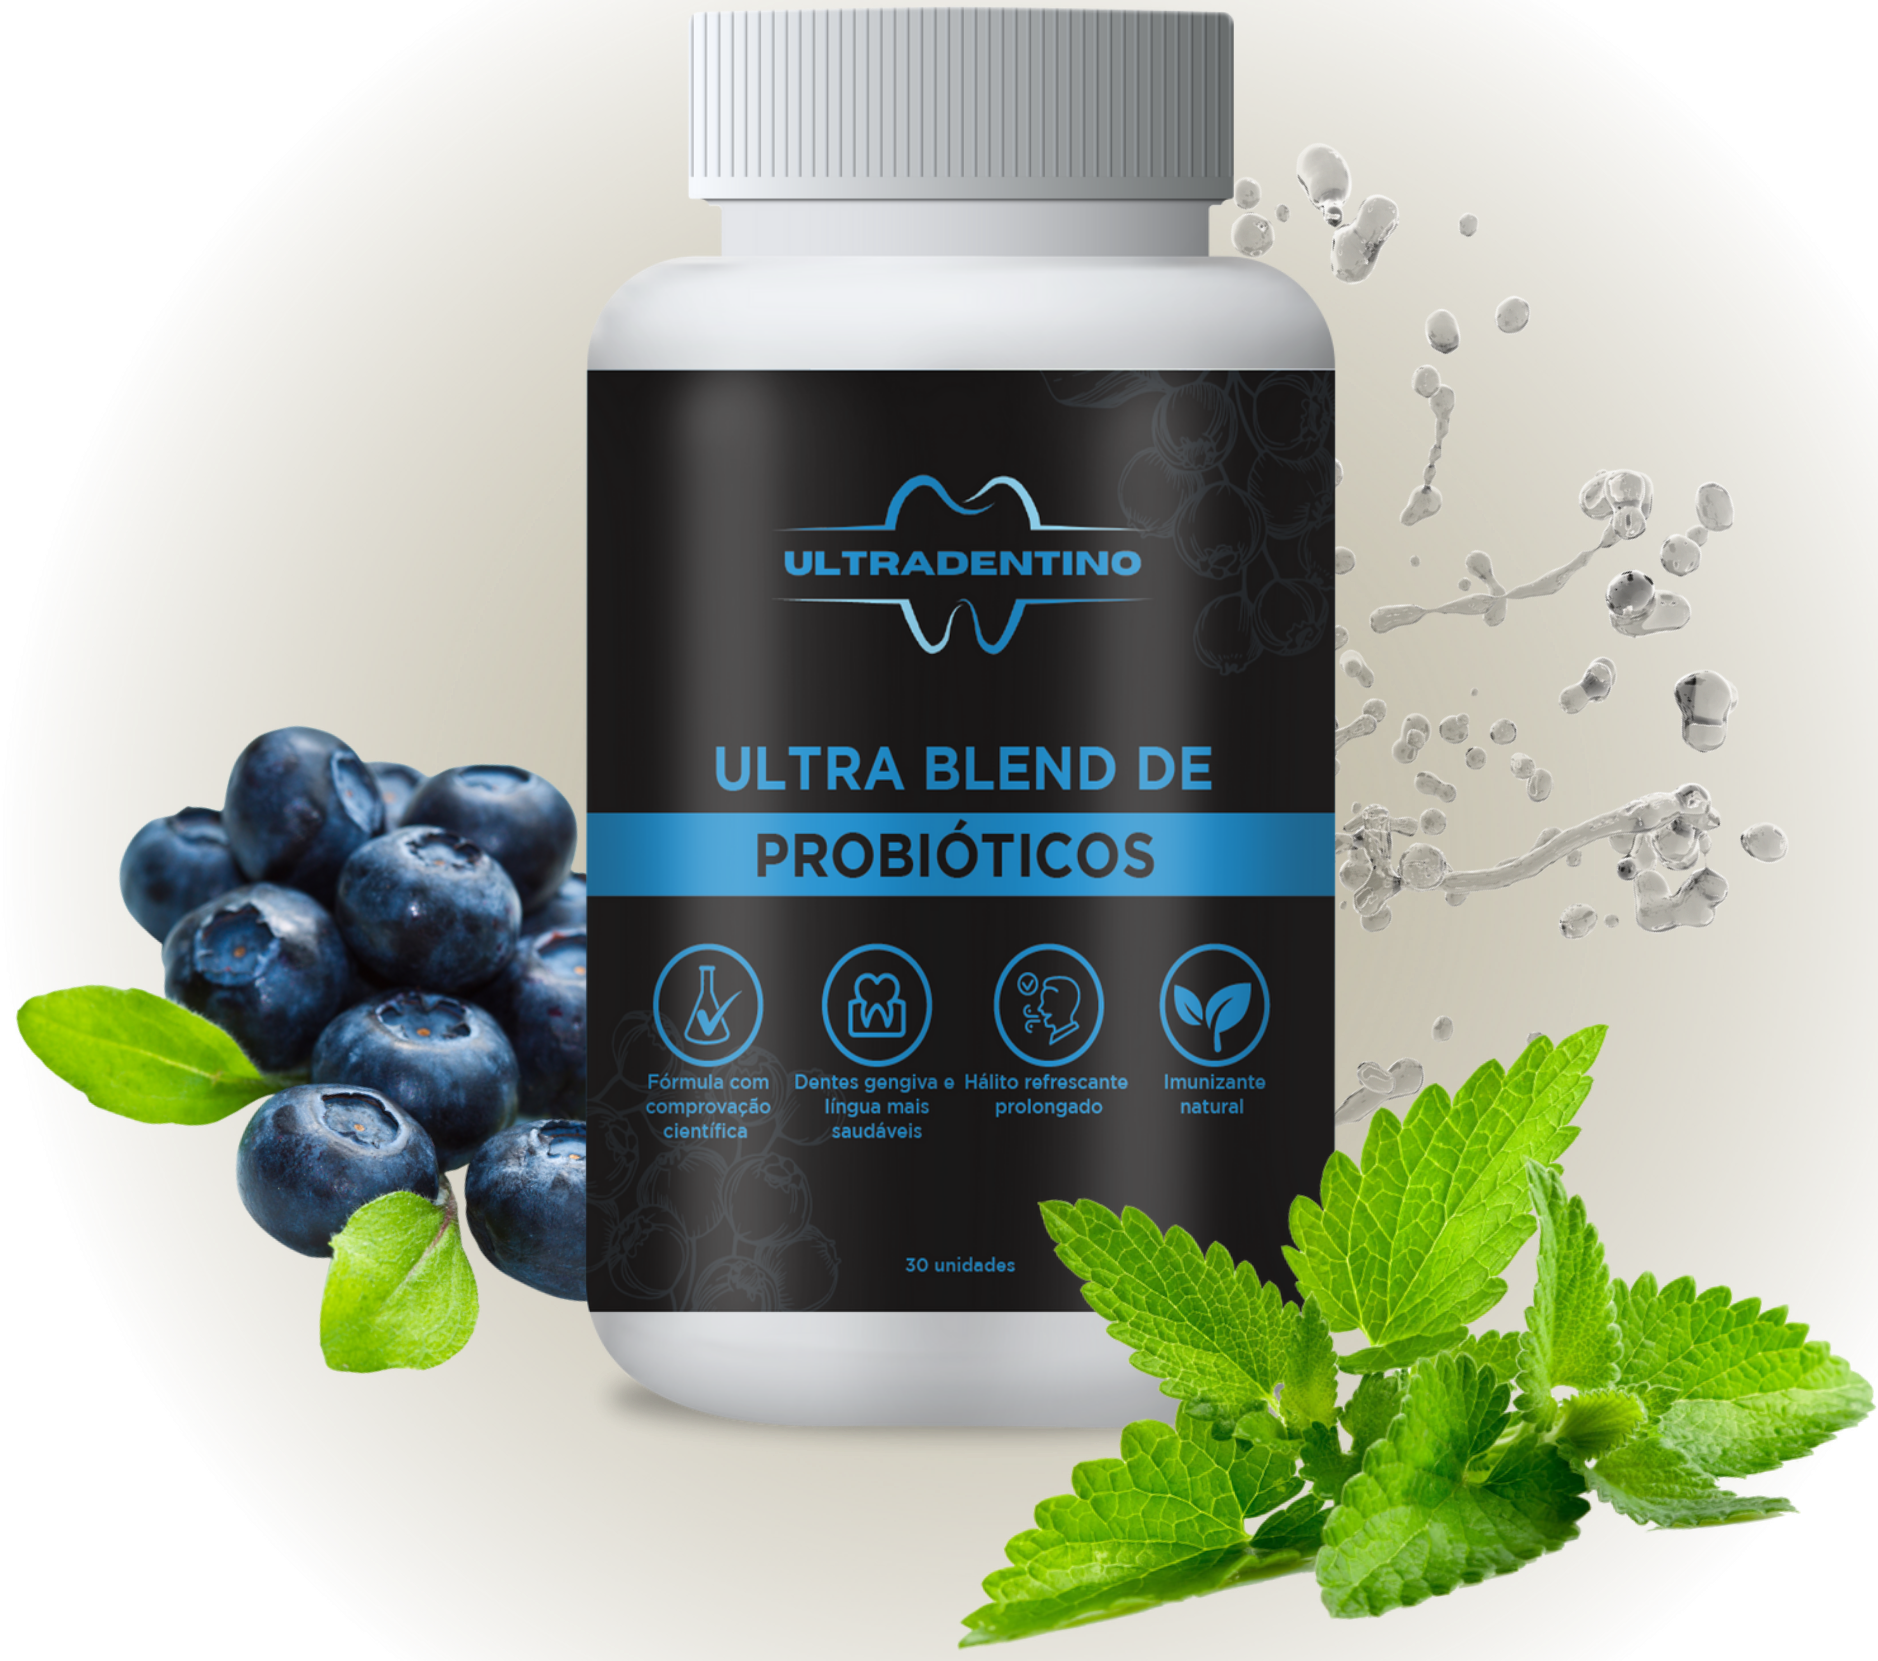 ULTRADENTINO
ULTRA BLEND DE
PROBIÓTICOS
Fórmula com
comprovação
científica
Dentes gengiva e
língua mais
saudáveis
Hálito refrescante
prolongado
Imunizante
natural
30 unidades